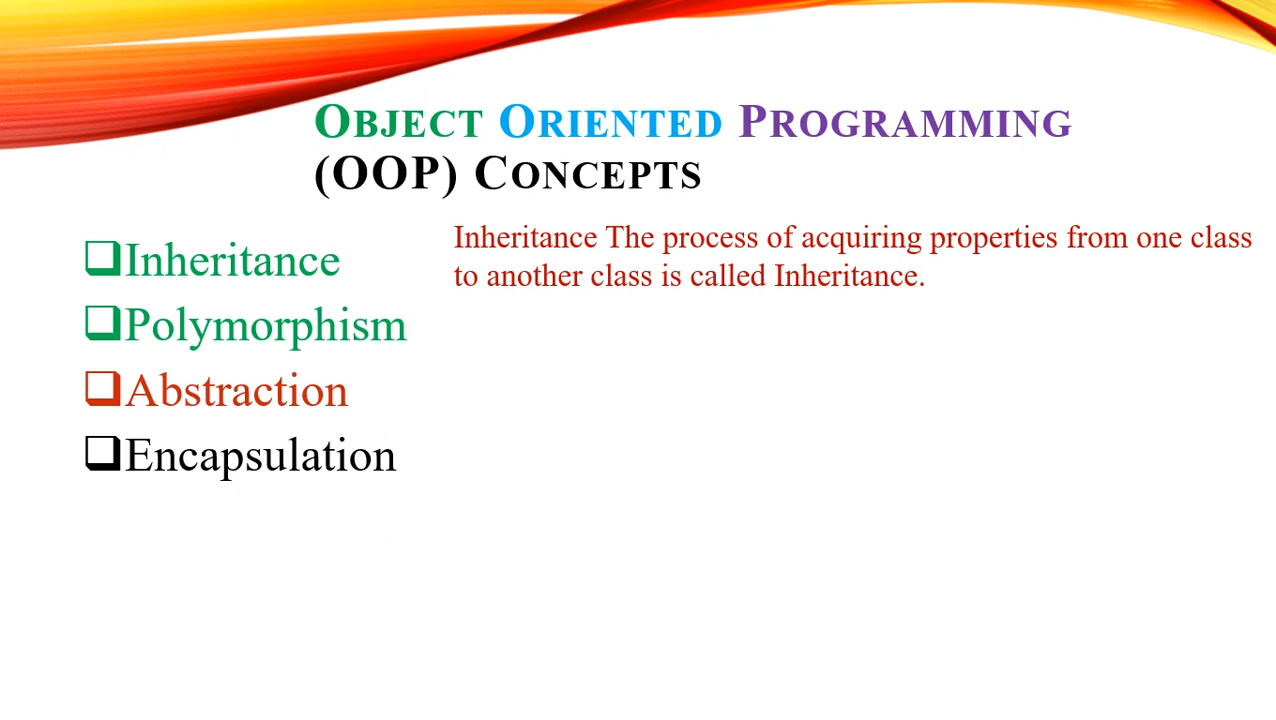 Object Oriented Programming
(OOP) Concepts
Inheritance
Polymorphism
Abstraction
Encapsulation
Inheritance The process of acquiring properties from one class
to another class is called Inheritance.